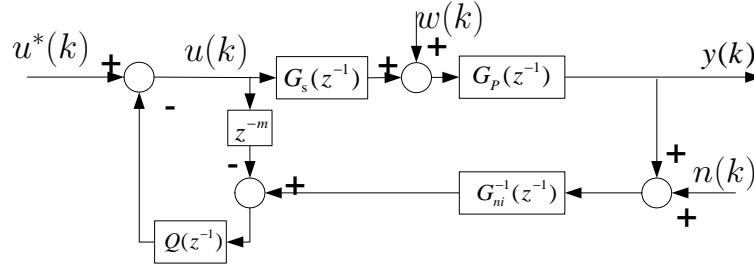 w(k)
u*(k) + u(k) G_s(z^{-1}) + + G_P(z^{-1}) y(k)
-
z^{-m}
- + +
+ G_{ni}^{-1}(z^{-1}) n(k)
+
Q(z^{-1})